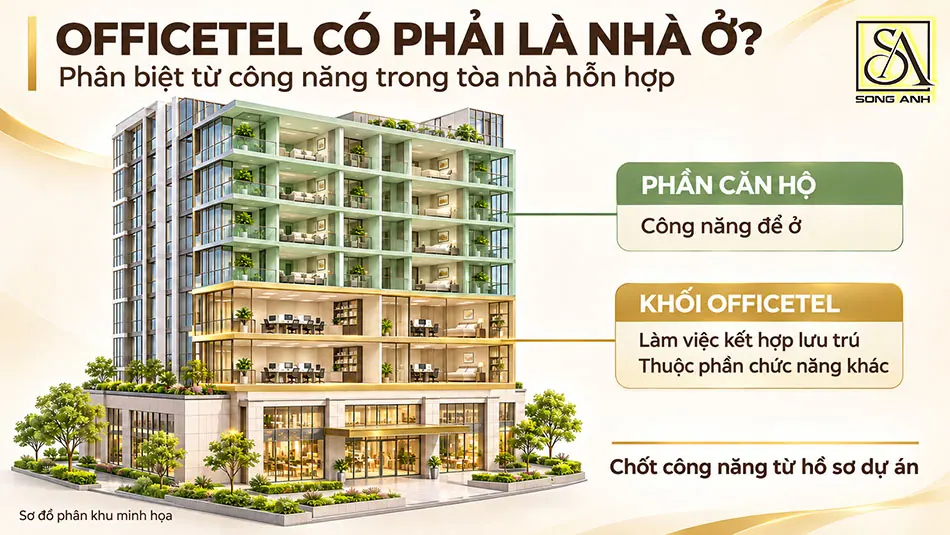 OFFICETEL CÓ PHẢI LÀ NHÀ Ở?
Phân biệt từ công năng trong tòa nhà hỗn hợp
SA
SONG ANH
PHẦN CĂN HỘ
Công năng để ở
KHỐI OFFICETEL
Làm việc kết hợp lưu trú
Thuộc phần chức năng khác
Chốt công năng từ hồ sơ dự án
Sơ đồ phân khu minh họa